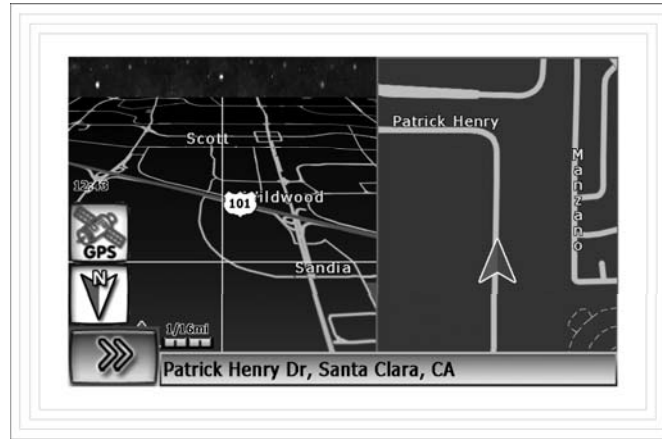 Scott
Patrick Henry
Manzano
12:43
101
Wildwood
GPS
Sandia
N
1/16mi
Patrick Henry Dr, Santa Clara, CA